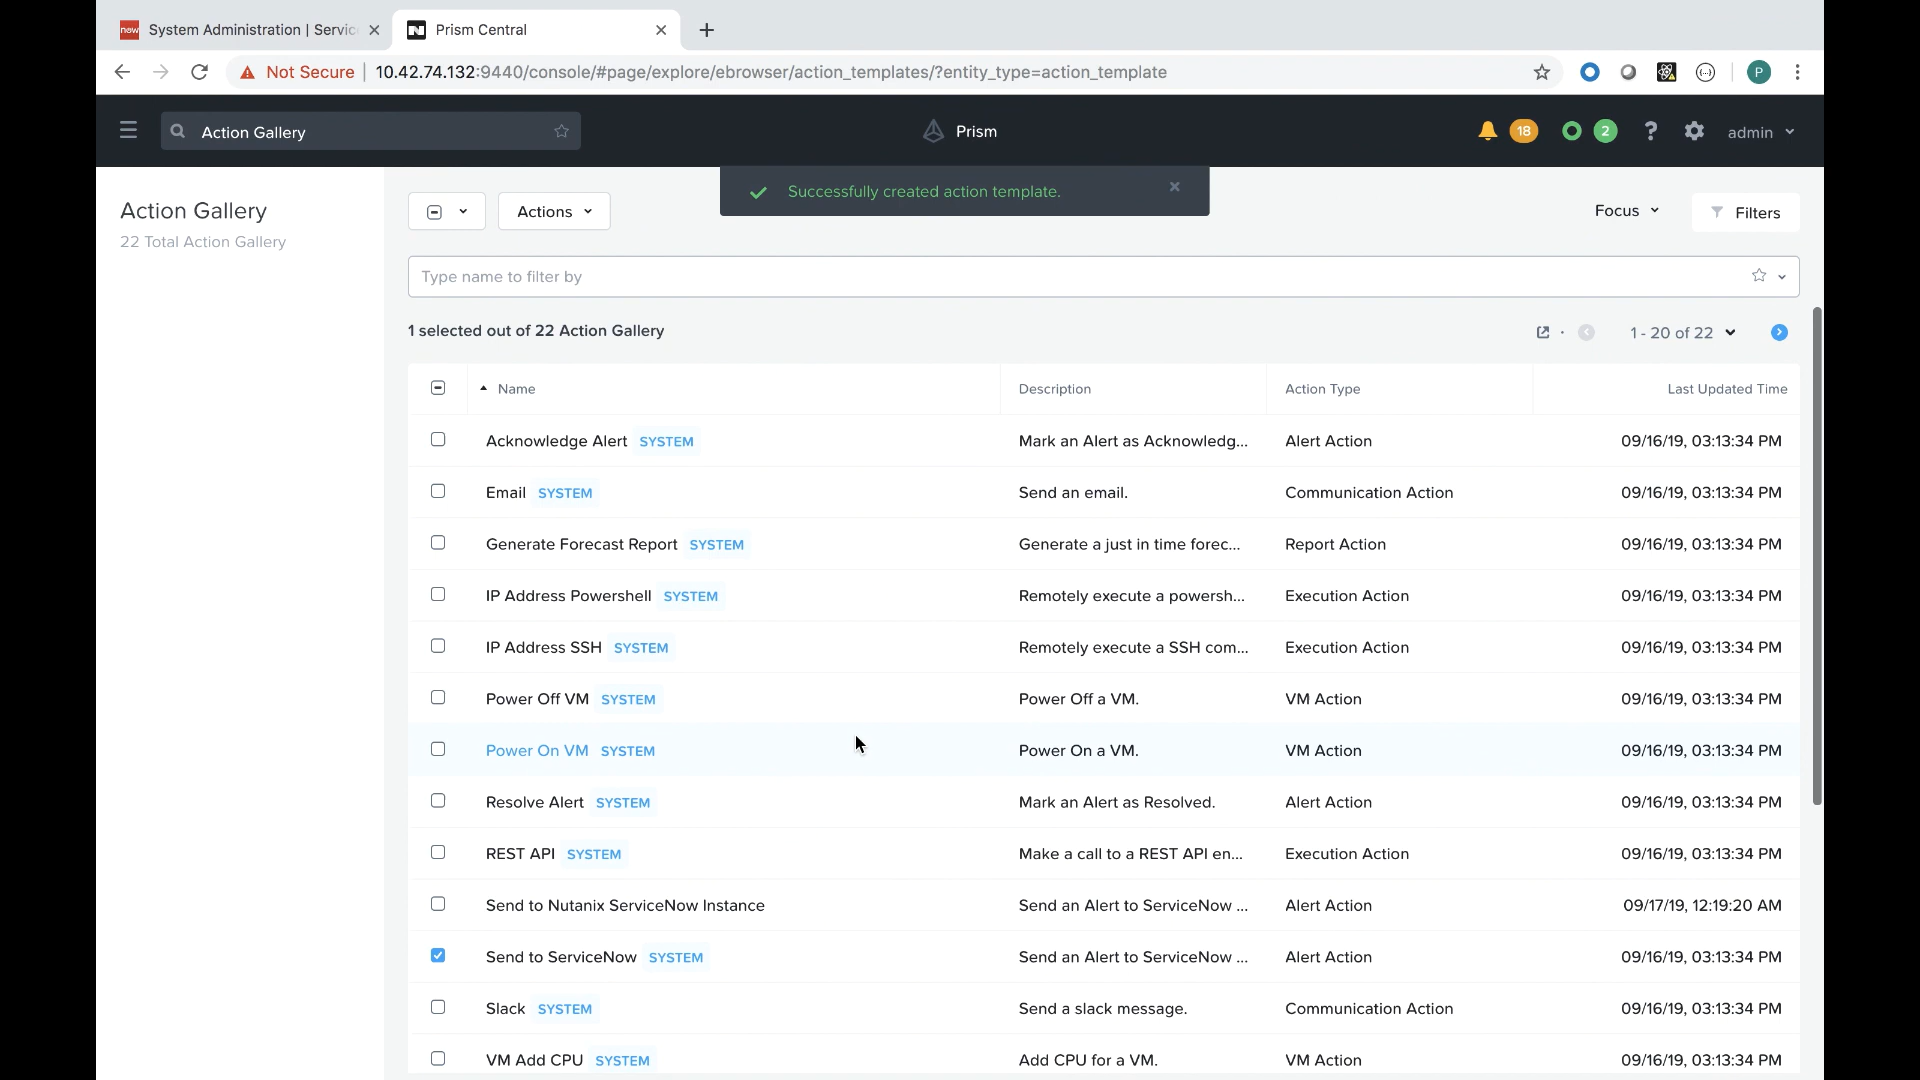 now System Administration | Servic
Prism Central
Not Secure 10.42.74.132:9440/console/#page/explore/ebrowser/action_templates/?entity_type=action_template
P
Action Gallery
Prism
18
2
?
admin
Action Gallery
22 Total Action Gallery
Actions
Successfully created action template.
Focus
Filters
Type name to filter by
1 selected out of 22 Action Gallery
1 - 20 of 22
Name Description Action Type Last Updated Time
Acknowledge Alert SYSTEM Mark an Alert as Acknowledg... Alert Action 09/16/19, 03:13:34 PM
Email SYSTEM Send an email. Communication Action 09/16/19, 03:13:34 PM
Generate Forecast Report SYSTEM Generate a just in time forec... Report Action 09/16/19, 03:13:34 PM
IP Address Powershell SYSTEM Remotely execute a powersh... Execution Action 09/16/19, 03:13:34 PM
IP Address SSH SYSTEM Remotely execute a SSH com... Execution Action 09/16/19, 03:13:34 PM
Power Off VM SYSTEM Power Off a VM. VM Action 09/16/19, 03:13:34 PM
Power On VM SYSTEM Power On a VM. VM Action 09/16/19, 03:13:34 PM
Resolve Alert SYSTEM Mark an Alert as Resolved. Alert Action 09/16/19, 03:13:34 PM
REST API SYSTEM Make a call to a REST API en... Execution Action 09/16/19, 03:13:34 PM
Send to Nutanix ServiceNow Instance Send an Alert to ServiceNow ... Alert Action 09/17/19, 12:19:20 AM
Send to ServiceNow SYSTEM Send an Alert to ServiceNow ... Alert Action 09/16/19, 03:13:34 PM
Slack SYSTEM Send a slack message. Communication Action 09/16/19, 03:13:34 PM
VM Add CPU SYSTEM Add CPU for a VM. VM Action 09/16/19, 03:13:34 PM